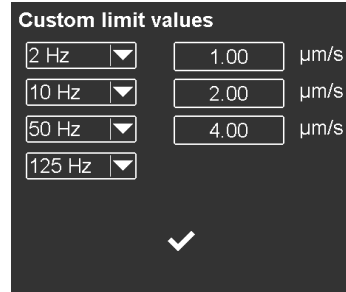 Custom limit values
2 Hz 1.00 µm/s
10 Hz 2.00 µm/s
50 Hz 4.00 µm/s
125 Hz